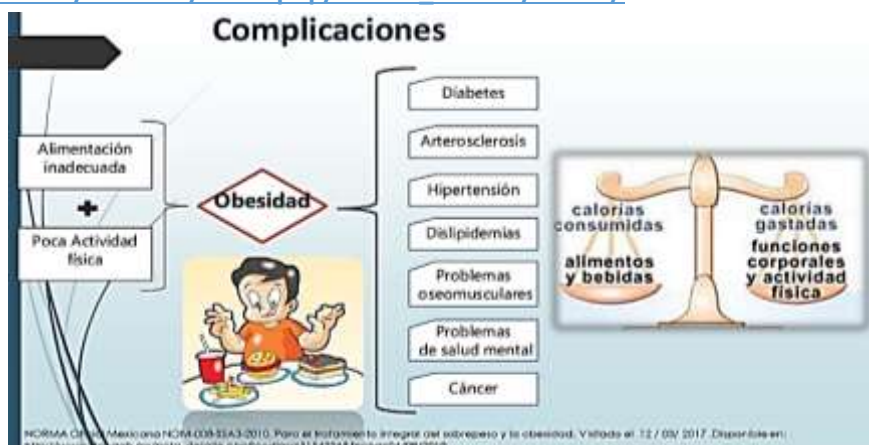 Complicaciones
Alimentación
inadecuada
+
Poca Actividad
física
Obesidad
Diabetes
Arterosclerosis
Hipertensión
Dislipidemias
Problemas
oseomusculares
Problemas
de salud mental
Cáncer
calorías
consumidas
alimentos
y bebidas
calorías
gastadas
funciones
corporales
y actividad
física
NORMA Oficial Mexicana NOM-008-SSA3-2010, Para el tratamiento integral del sobrepeso y la obesidad. Visitado el 12 / 03/ 2017. Disponible en: